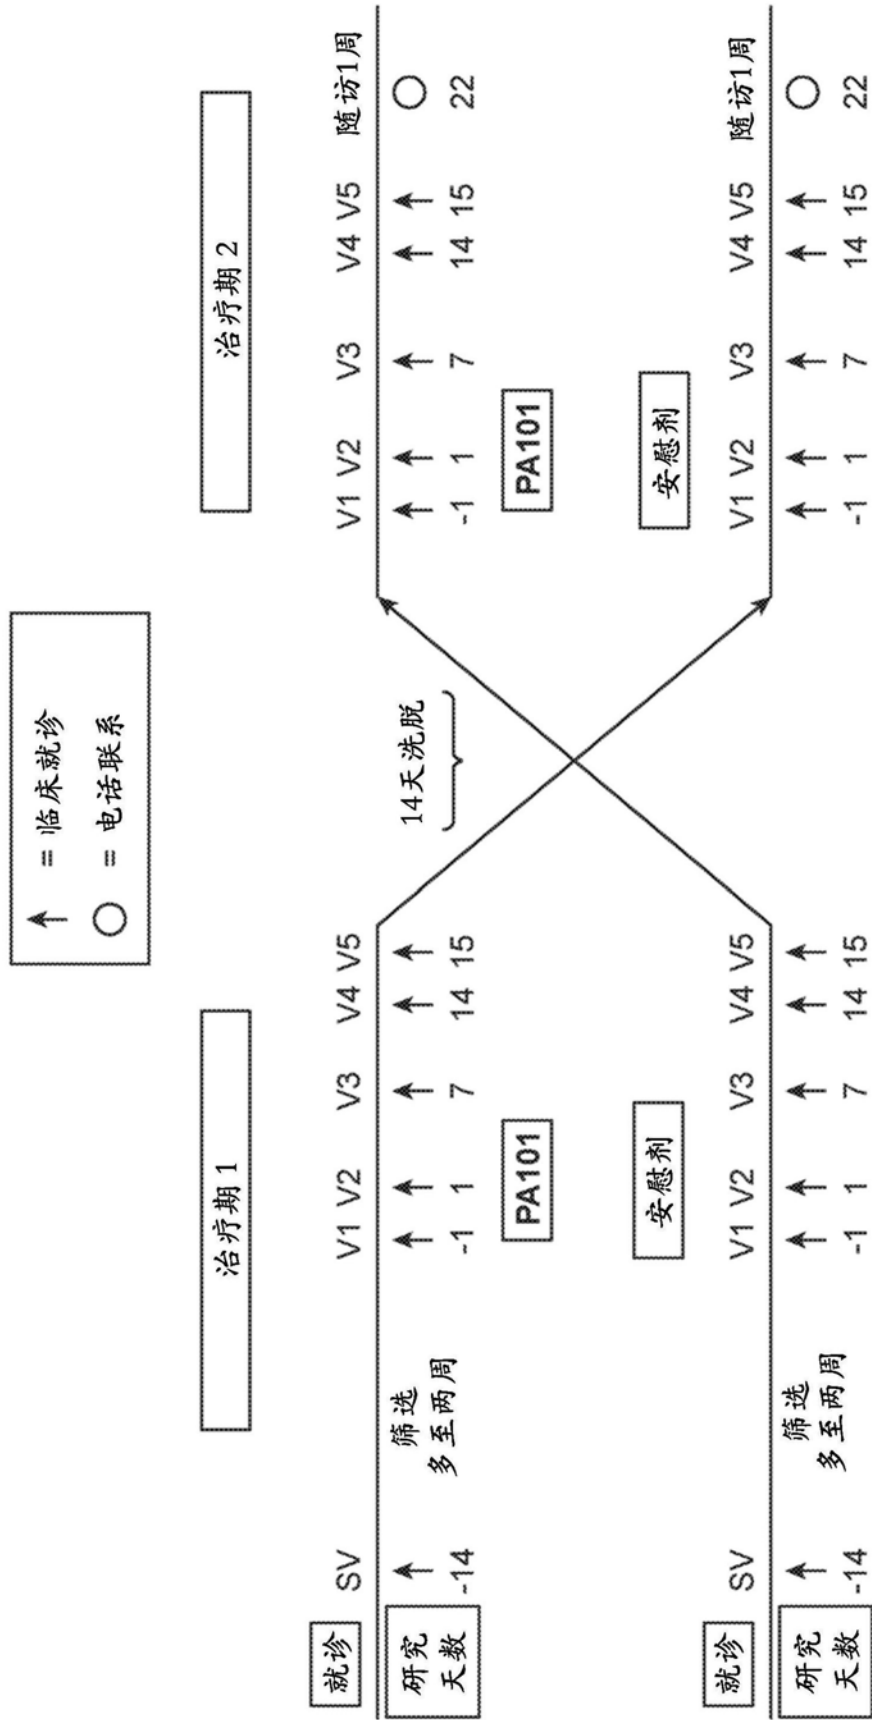 = 临床就诊
= 电话联系
治疗期 1
治疗期 2
就诊
SV
V1 V2 V3 V4 V5
V1 V2 V3 V4 V5
随访1周
研究
天数
-14
筛选
多至两周
-1 1 7 14 15
-1 1 7 14 15
22
14天洗脱
PA101
PA101
安慰剂
安慰剂
就诊
SV
V1 V2 V3 V4 V5
V1 V2 V3 V4 V5
随访1周
研究
天数
-14
筛选
多至两周
-1 1 7 14 15
-1 1 7 14 15
22